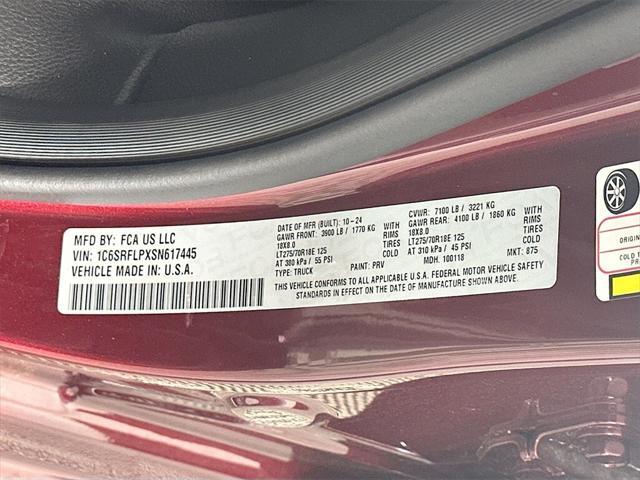 MFD BY: FCA US LLC
VIN: 1C6SRFLPXSN617445
VEHICLE MADE IN U.S.A.
DATE OF MFR (BUILT): 10-24
GAWR FRONT: 3900 LB / 1770 KG WITH
18X8.0 RIMS
LT275/70R18E 125 TIRES
AT 380 kPa / 55 PSI COLD
TYPE: TRUCK PAINT: PRV
CVWR: 7100 LB / 3221 KG
GAWR REAR: 4100 LB / 1860 KG WITH
18X8.0 RIMS
LT275/70R18E 125 TIRES
AT 310 kPa / 45 PSI COLD
MDH: 100118 MKT: 875
THIS VEHICLE CONFORMS TO ALL APPLICABLE U.S.A. FEDERAL MOTOR VEHICLE SAFETY
STANDARDS IN EFFECT ON THE DATE OF MANUFACTURE SHOWN ABOVE.
ORIGINAL
COLD T
PR